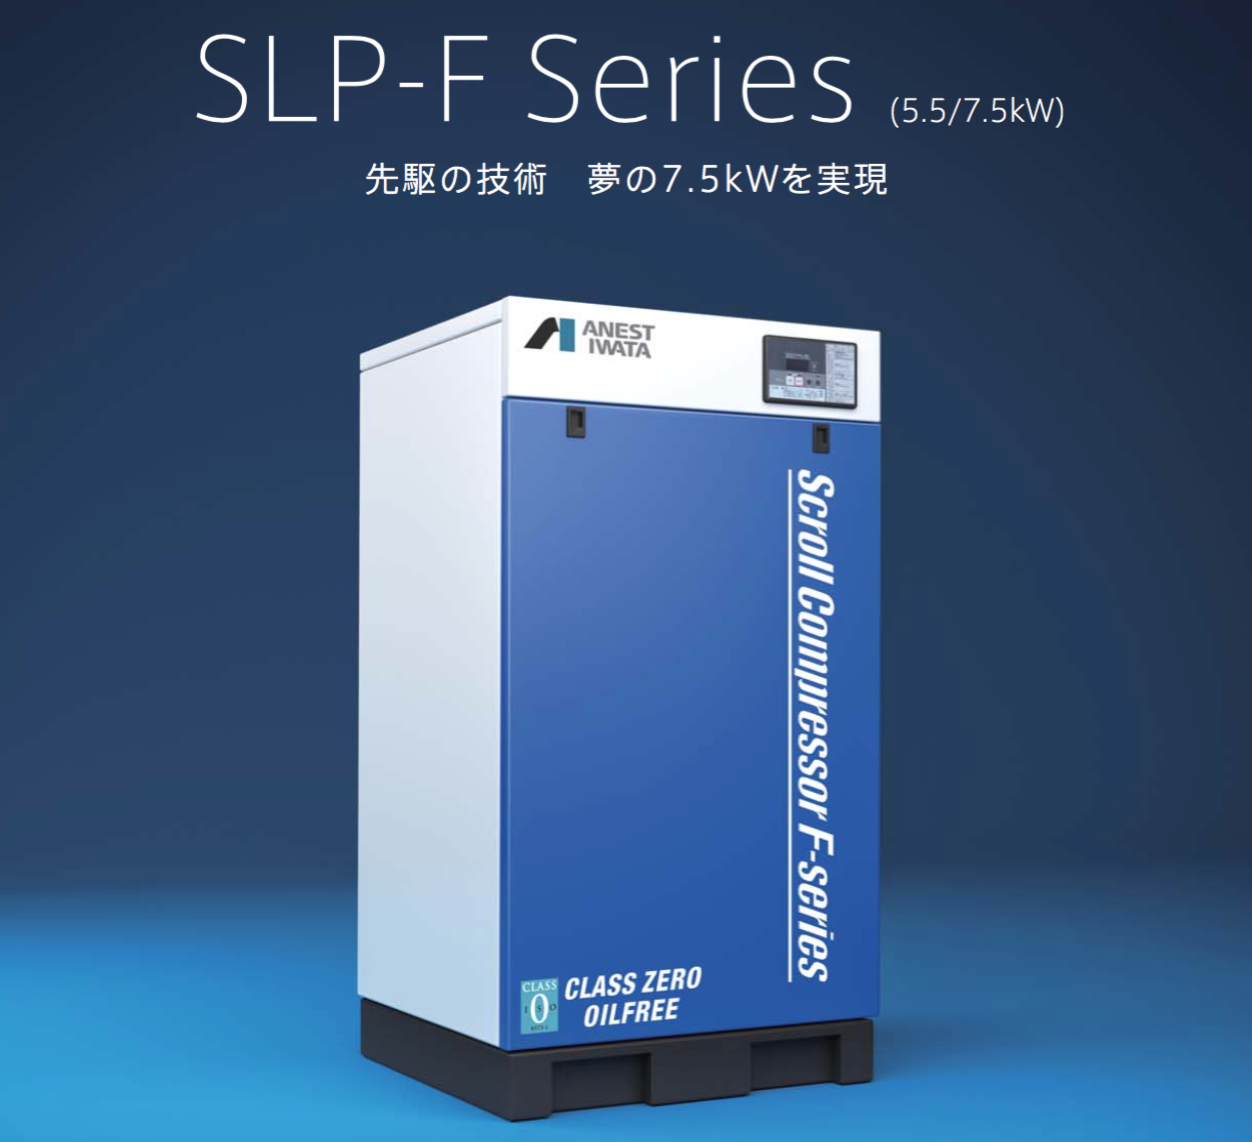 SLP-F Series (5.5/7.5kW)
先駆の技術　夢の7.5kWを実現
ANEST
IWATA
Scroll Compressor F-series
CLASS
0
ISO
CLASS ZERO
OILFREE